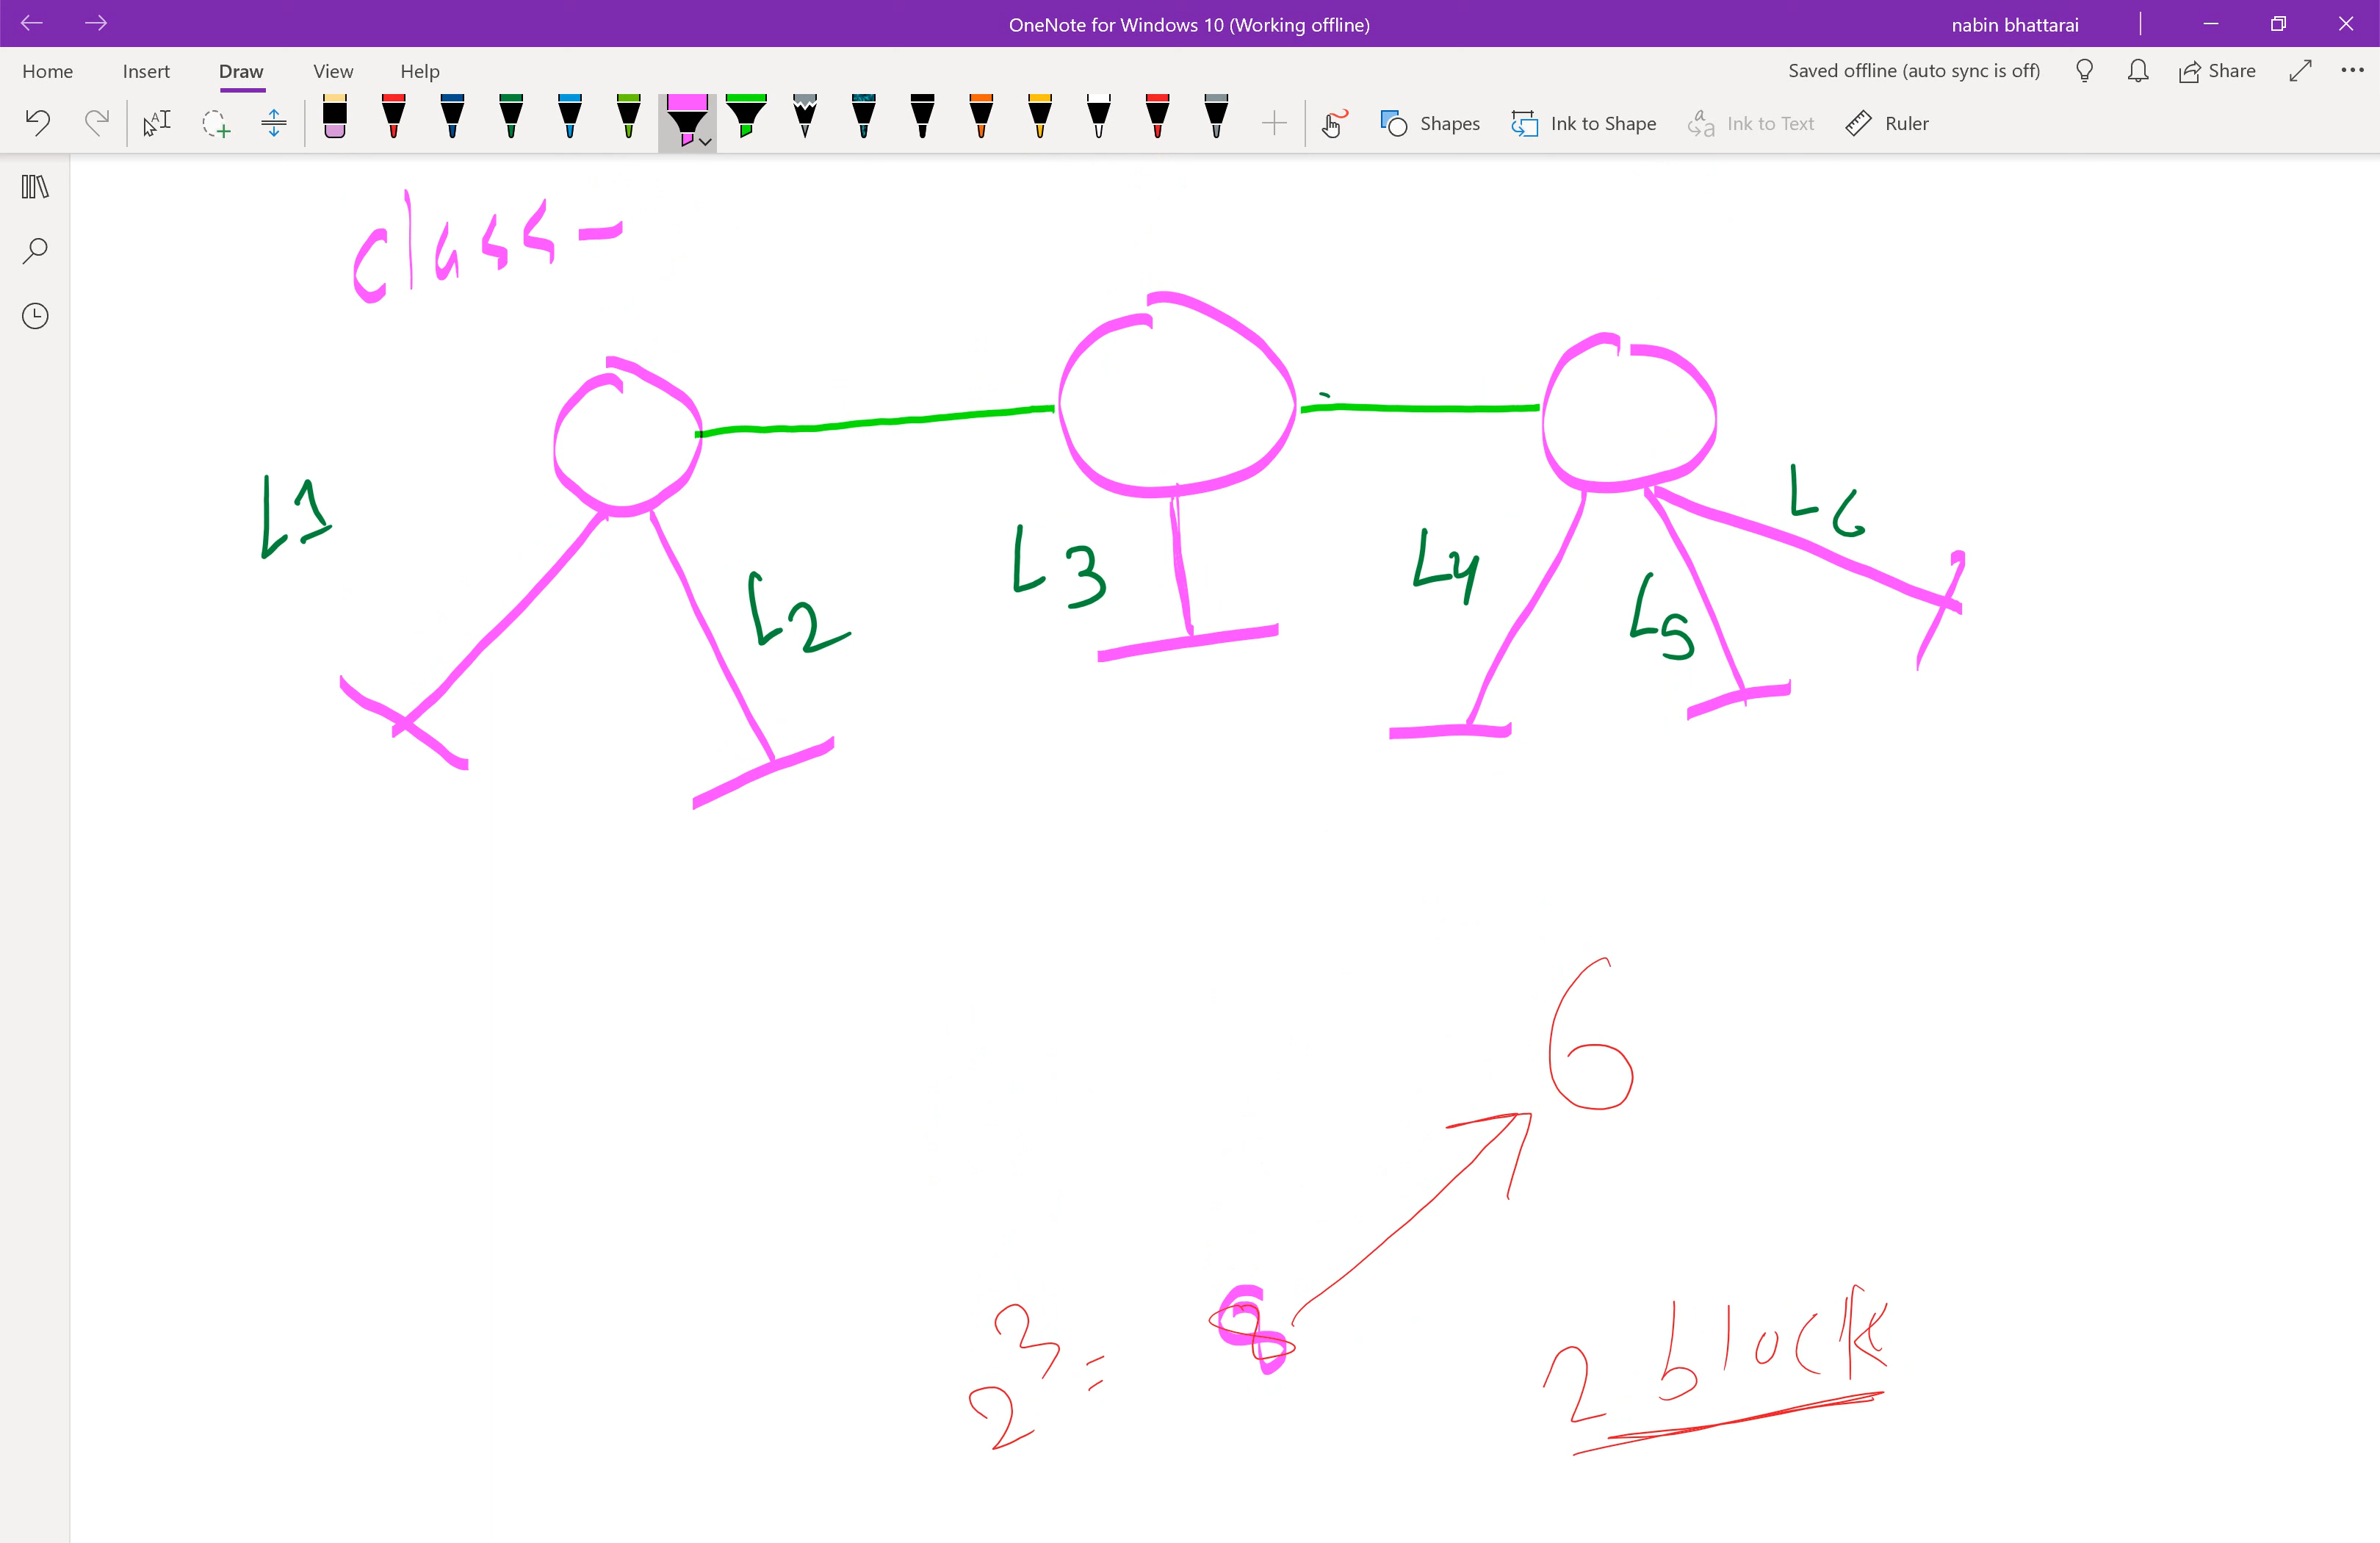 OneNote for Windows 10 (Working offline)
nabin bhattarai
Home Insert Draw View Help
Saved offline (auto sync is off)
Share
Shapes
Ink to Shape
Ink to Text
Ruler
class-
L1
L2
L3
L4
L5
L6
6
2³ = 8
2 block